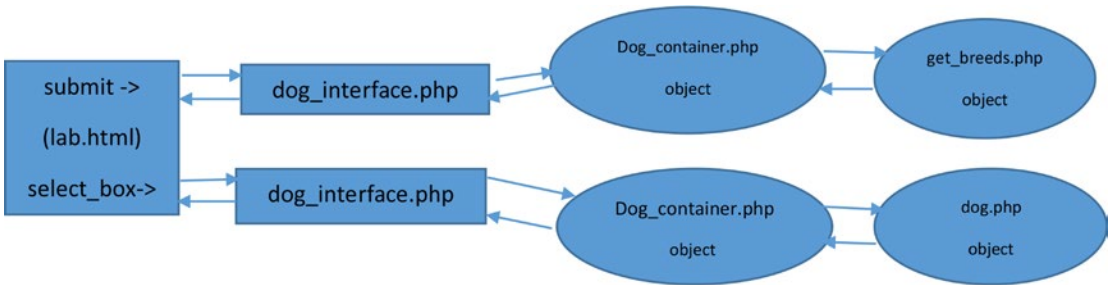 submit ->
(lab.html)
select_box->
dog_interface.php
Dog_container.php
object
get_breeds.php
object
dog_interface.php
Dog_container.php
object
dog.php
object